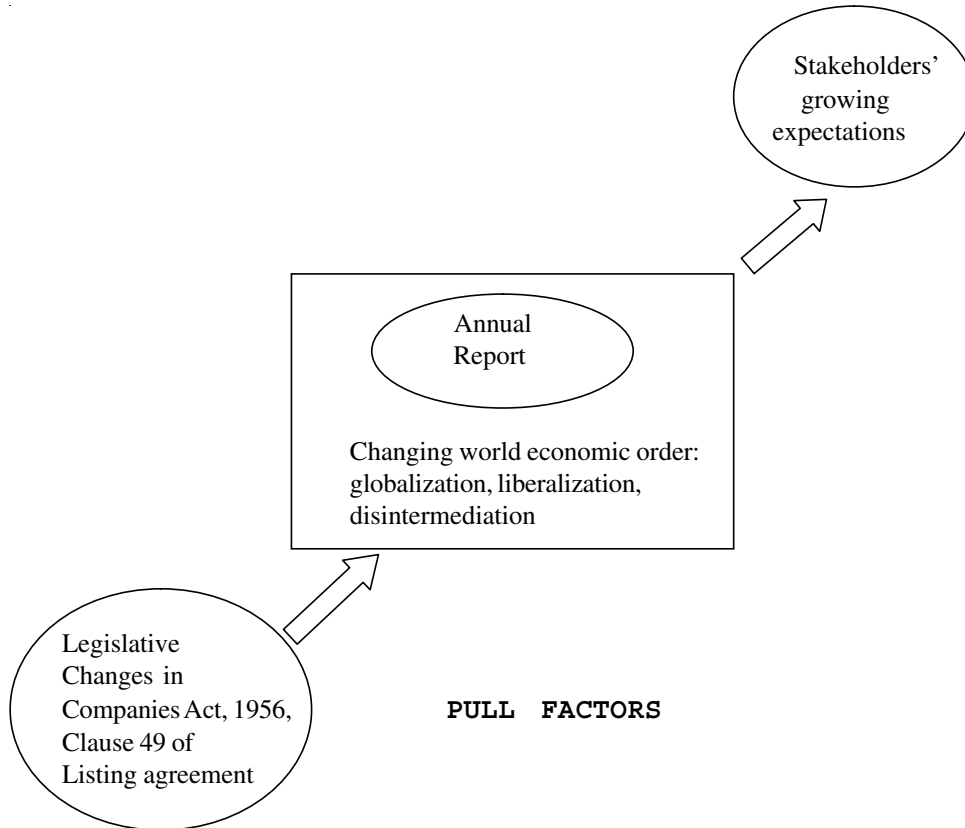 Stakeholders’
growing
expectations
Annual
Report
Changing world economic order:
globalization, liberalization,
disintermediation
Legislative
Changes in
Companies Act, 1956,
Clause 49 of
Listing agreement
PULL FACTORS